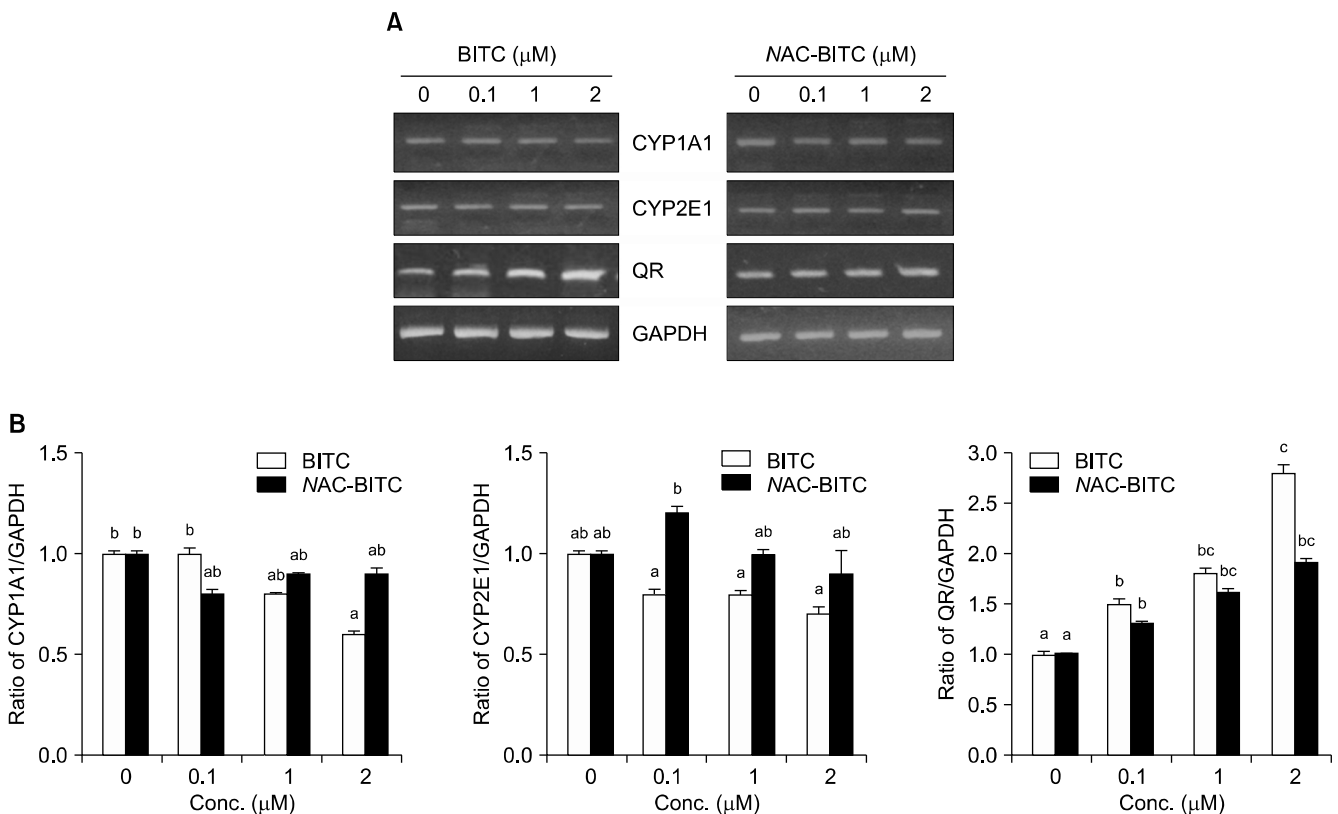 A
BITC (μM)
NAC-BITC (μM)
0 0.1 1 2
0 0.1 1 2
CYP1A1
CYP2E1
QR
GAPDH
B
Ratio of CYP1A1/GAPDH
1.5
1.0
0.5
0.0
BITC
NAC-BITC
b b
b ab
ab ab
a ab
0 0.1 1 2
Conc. (μM)
Ratio of CYP2E1/GAPDH
1.5
1.0
0.5
0.0
BITC
NAC-BITC
ab ab
a b
a ab
a ab
0 0.1 1 2
Conc. (μM)
Ratio of QR/GAPDH
3.0
2.5
2.0
1.5
1.0
0.5
0.0
BITC
NAC-BITC
a a
b b
bc bc
c bc
0 0.1 1 2
Conc. (μM)